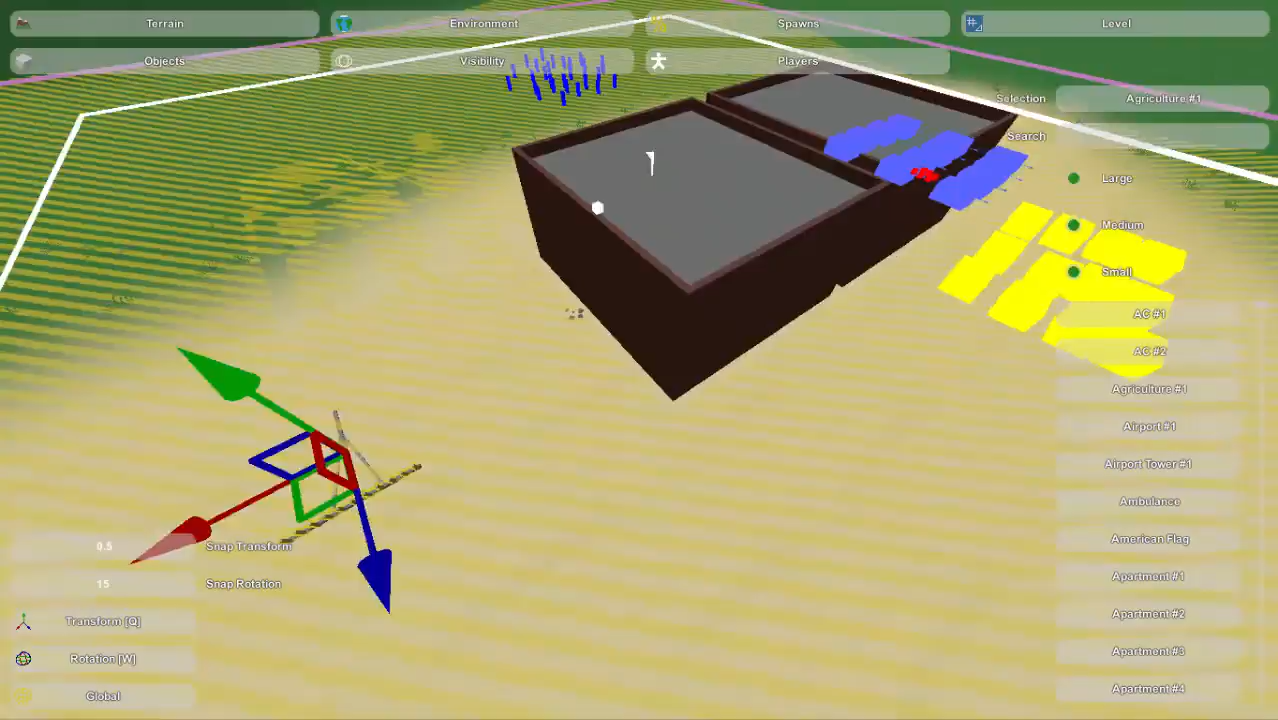 Terrain
Environment
Spawns
Level
Objects
Visibility
Players
Selection
Agriculture #1
Search
Large
Medium
Small
AC #1
AC #2
Agriculture #1
Airport #1
Airport Tower #1
Ambulance
American Flag
Apartment #1
Apartment #2
Apartment #3
Apartment #4
0.5
Snap Transform
15
Snap Rotation
Transform [Q]
Rotation [W]
Global